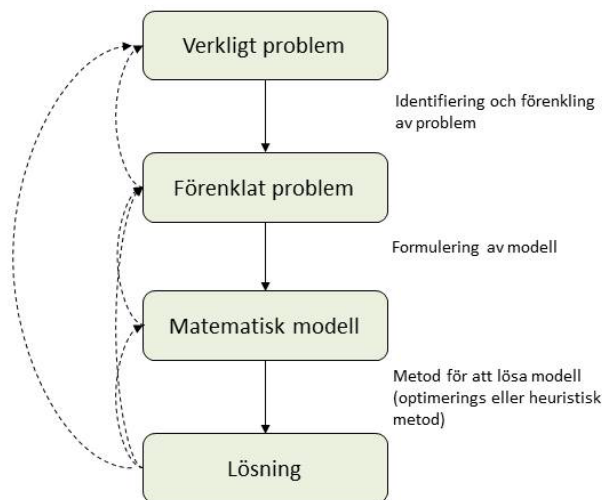 Verkligt problem
Identifiering och förenkling
av problem
Förenklat problem
Formulering av modell
Matematisk modell
Metod för att lösa modell
(optimerings eller heuristisk
metod)
Lösning